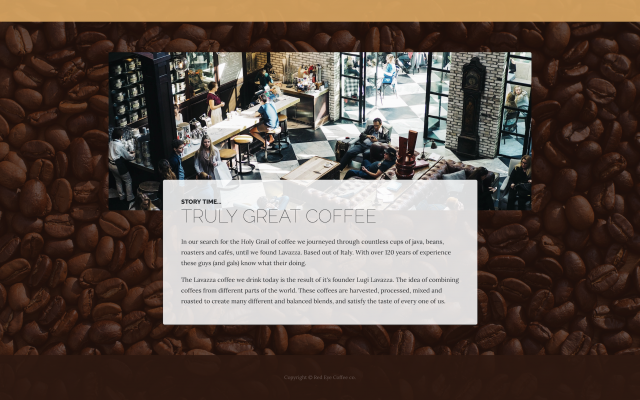 STORY TIME...
TRULY GREAT COFFEE
In our search for the Holy Grail of coffee we journeyed through countless cups of java, beans,
roasters and cafés, until we found Lavazza. Based out of Italy. With over 120 years of experience
these guys (and gals) know what their doing.
The Lavazza coffee we drink today is the result of it's founder Lugi Lavazza. The idea of combining
coffees from different parts of the world. These coffees are harvested, processed, mixed and
roasted to create many different and balanced blends, and satisfy the taste of every one of us.
Copyright ©